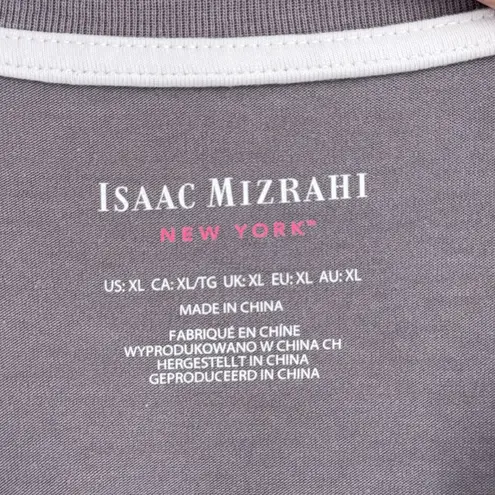 ISAAC MIZRAHI
NEW YORK™
US: XL CA: XL/TG UK: XL EU: XL AU: XL
MADE IN CHINA
FABRIQUÉ EN CHÍNE
WYPRODUKOWANO W CHINA CH
HERGESTELLT IN CHINA
GEPRODUCEERD IN CHINA